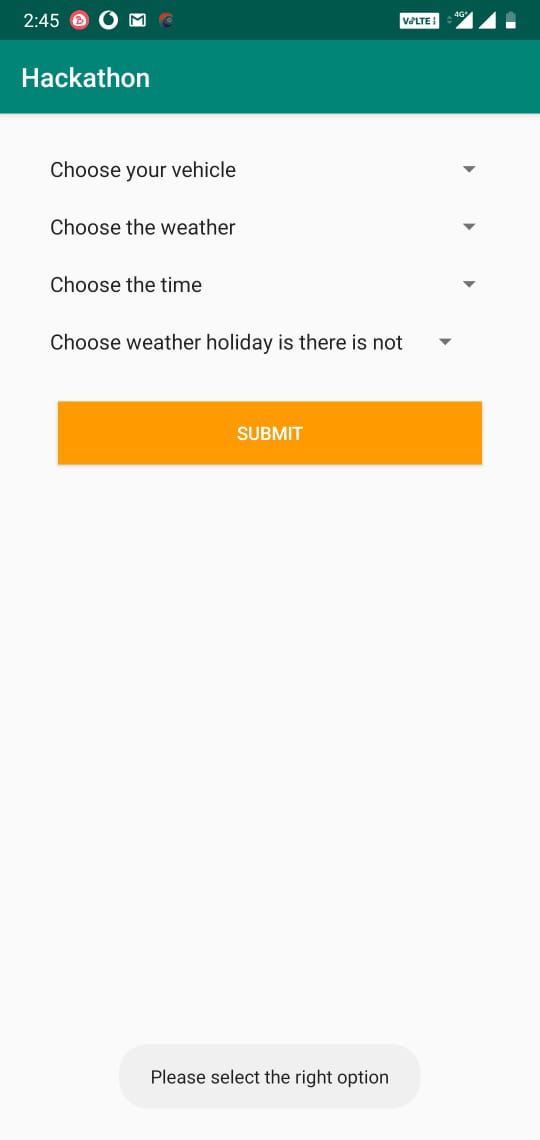 2:45
VoLTE
4G+
Hackathon
Choose your vehicle
Choose the weather
Choose the time
Choose weather holiday is there is not
SUBMIT
Please select the right option